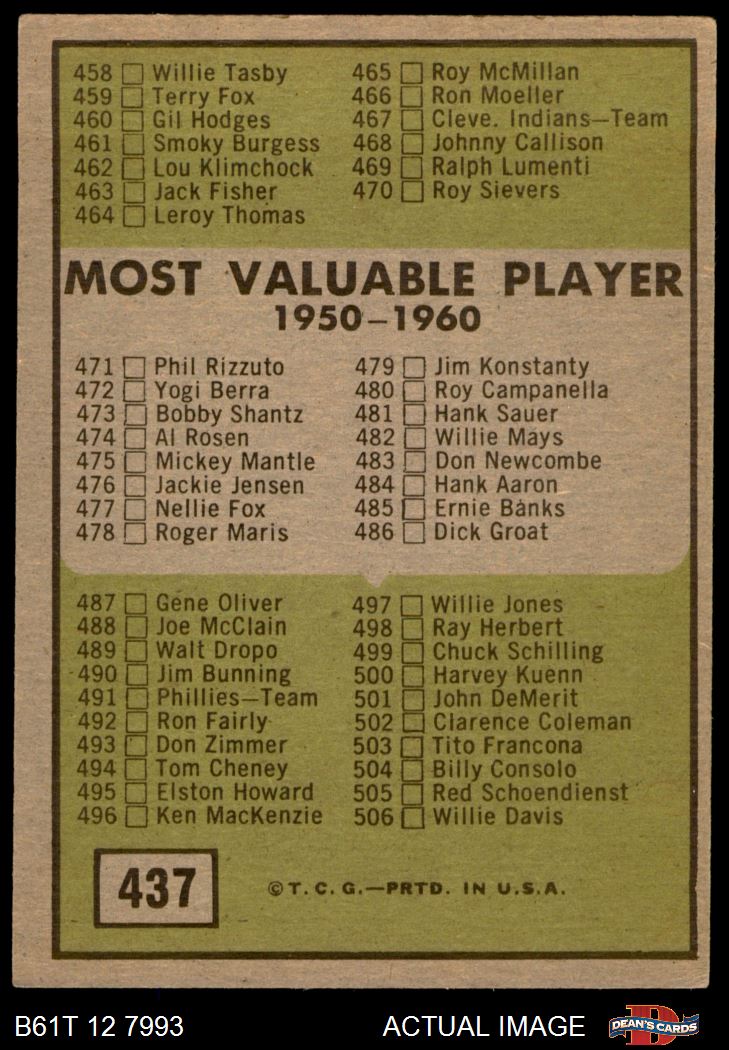 458 Willie Tasby
459 Terry Fox
460 Gil Hodges
461 Smoky Burgess
462 Lou Klimchock
463 Jack Fisher
464 Leroy Thomas
465 Roy McMillan
466 Ron Moeller
467 Cleve. Indians—Team
468 Johnny Callison
469 Ralph Lumenti
470 Roy Sievers
MOST VALUABLE PLAYER
1950–1960
471 Phil Rizzuto
472 Yogi Berra
473 Bobby Shantz
474 Al Rosen
475 Mickey Mantle
476 Jackie Jensen
477 Nellie Fox
478 Roger Maris
479 Jim Konstanty
480 Roy Campanella
481 Hank Sauer
482 Willie Mays
483 Don Newcombe
484 Hank Aaron
485 Ernie Banks
486 Dick Groat
487 Gene Oliver
488 Joe McClain
489 Walt Dropo
490 Jim Bunning
491 Phillies—Team
492 Ron Fairly
493 Don Zimmer
494 Tom Cheney
495 Elston Howard
496 Ken MacKenzie
497 Willie Jones
498 Ray Herbert
499 Chuck Schilling
500 Harvey Kuenn
501 John DeMerit
502 Clarence Coleman
503 Tito Francona
504 Billy Consolo
505 Red Schoendienst
506 Willie Davis
437
©T.C.G.—PRTD. IN U.S.A.
B61T 12 7993
ACTUAL IMAGE
D
DEAN'S CARDS